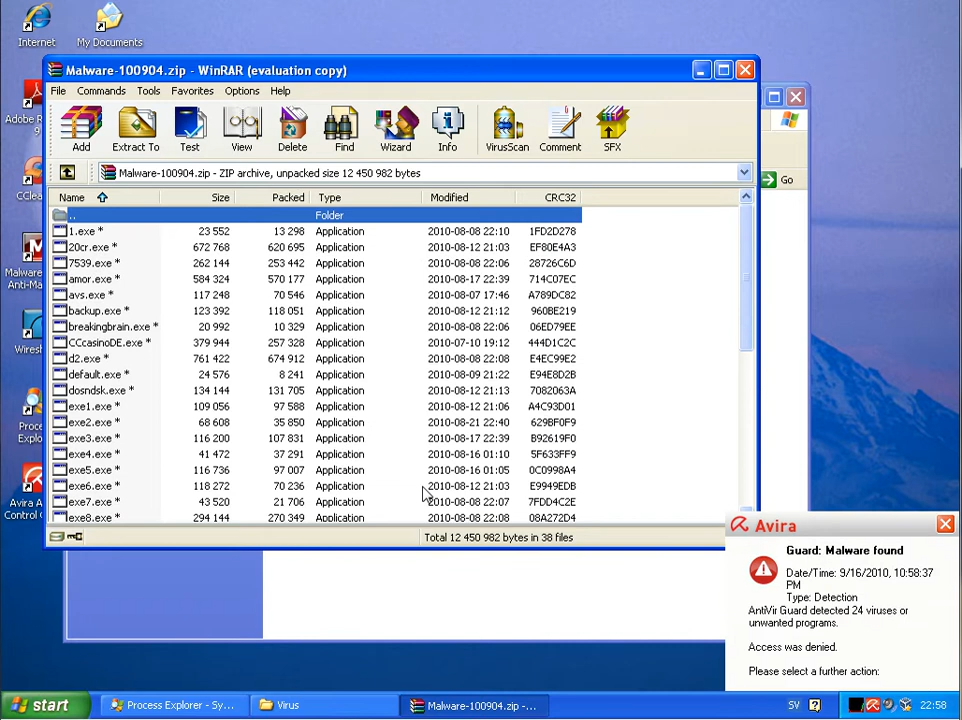 Internet
My Documents
Malware-100904.zip - WinRAR (evaluation copy)
File Commands Tools Favorites Options Help
Add Extract To Test View Delete Find Wizard Info VirusScan Comment SFX
Malware-100904.zip - ZIP archive, unpacked size 12 450 982 bytes
Go
Name Size Packed Type Modified CRC32
.. Folder
1.exe * 23 552 13 298 Application 2010-08-08 22:10 1FD2D278
20cr.exe * 672 768 620 695 Application 2010-08-12 21:03 EF80E4A3
7539.exe * 262 144 253 442 Application 2010-08-08 22:06 28726C6D
amor.exe * 584 324 570 177 Application 2010-08-17 22:39 714C07EC
avs.exe * 117 248 70 546 Application 2010-08-07 17:46 A789DC82
backup.exe * 123 392 118 051 Application 2010-08-12 21:12 960BE219
breakingbrain.exe * 20 992 10 329 Application 2010-08-08 22:06 06ED79EE
CCcasinoDE.exe * 379 944 257 328 Application 2010-07-10 19:12 444D1C2C
d2.exe * 761 422 674 912 Application 2010-08-08 22:08 E4EC99E2
default.exe * 24 576 8 241 Application 2010-08-09 21:22 E94E8D2B
dosndsk.exe * 134 144 131 705 Application 2010-08-12 21:13 7082063A
exe1.exe * 109 056 97 588 Application 2010-08-12 21:06 A4C93D01
exe2.exe * 68 608 35 850 Application 2010-08-21 22:40 629BF0F9
exe3.exe * 116 200 107 831 Application 2010-08-17 22:39 B92619F0
exe4.exe * 41 472 37 291 Application 2010-08-16 01:10 5F633FF9
exe5.exe * 116 736 97 007 Application 2010-08-16 01:05 0C0998A4
exe6.exe * 118 272 70 236 Application 2010-08-12 21:03 E9949EDB
exe7.exe * 43 520 21 706 Application 2010-08-08 22:07 7FDD4C2E
exe8.exe * 294 144 270 349 Application 2010-08-08 22:08 08A272D4
Total 12 450 982 bytes in 38 files
Adobe R
9
CCle
Malware
Anti-Ma
Wires
Proce
Explo
Avira A
Control C
Avira
Guard: Malware found
Date/Time: 9/16/2010, 10:58:37
PM
Type: Detection
AntiVir Guard detected 24 viruses or
unwanted programs.
Access was denied.
Please select a further action:
start Process Explorer - Sy... Virus Malware-100904.zip -... SV ? 22:58